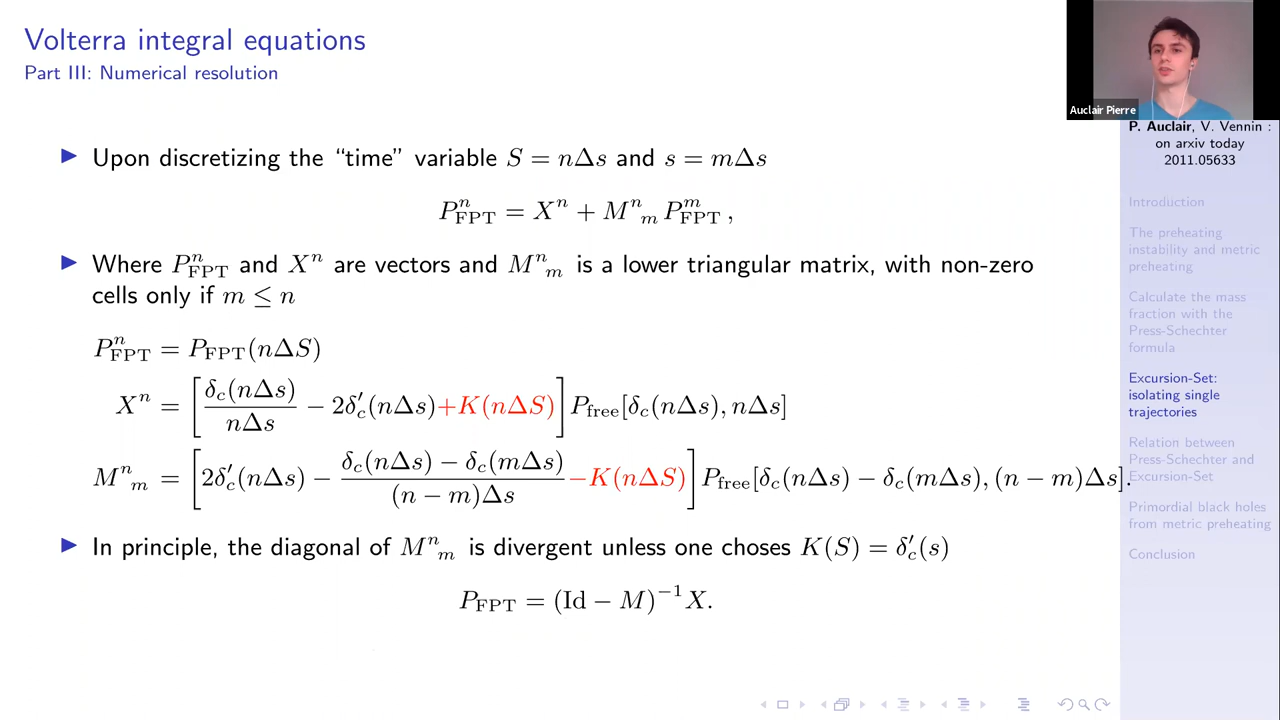 Volterra integral equations
Part III: Numerical resolution
Auclair Pierre
▶ Upon discretizing the “time” variable S = nΔs and s = mΔs
P^n_FPT = X^n + M^n_m P^m_FPT ,
▶ Where P^n_FPT and X^n are vectors and M^n_m is a lower triangular matrix, with non-zero
cells only if m ≤ n
P^n_FPT = P_FPT(nΔS)
X^n = [ δ_c(nΔs)/nΔs − 2δ′_c(nΔs)+K(nΔS) ] P_free[δ_c(nΔs), nΔs]
M^n_m = [ 2δ′_c(nΔs) − (δ_c(nΔs) − δ_c(mΔs))/((n − m)Δs) −K(nΔS) ] P_free[δ_c(nΔs) − δ_c(mΔs), (n − m)Δs].
▶ In principle, the diagonal of M^n_m is divergent unless one choses K(S) = δ′_c(s)
P_FPT = (Id − M)^−1 X.
P. Auclair, V. Vennin :
on arxiv today
2011.05633
Introduction
The preheating
instability and metric
preheating
Calculate the mass
fraction with the
Press-Schechter
formula
Excursion-Set:
isolating single
trajectories
Relation between
Press-Schechter and
Excursion-Set
Primordial black holes
from metric preheating
Conclusion